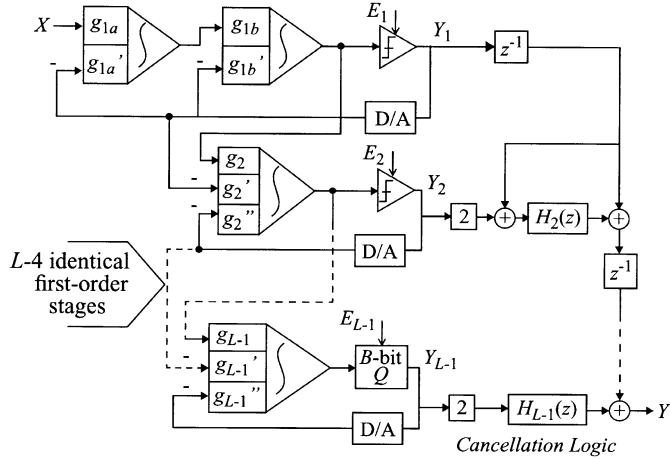 X g1a g1b E1 Y1 z-1
- g1a' - g1b'
D/A
g2 E2 Y2
- g2' 2 + H2(z) +
- g2''
D/A z-1
L-4 identical
first-order
stages
gL-1 EL-1
- gL-1' B-bit YL-1
Q
- gL-1'' 2 HL-1(z) + Y
D/A
Cancellation Logic